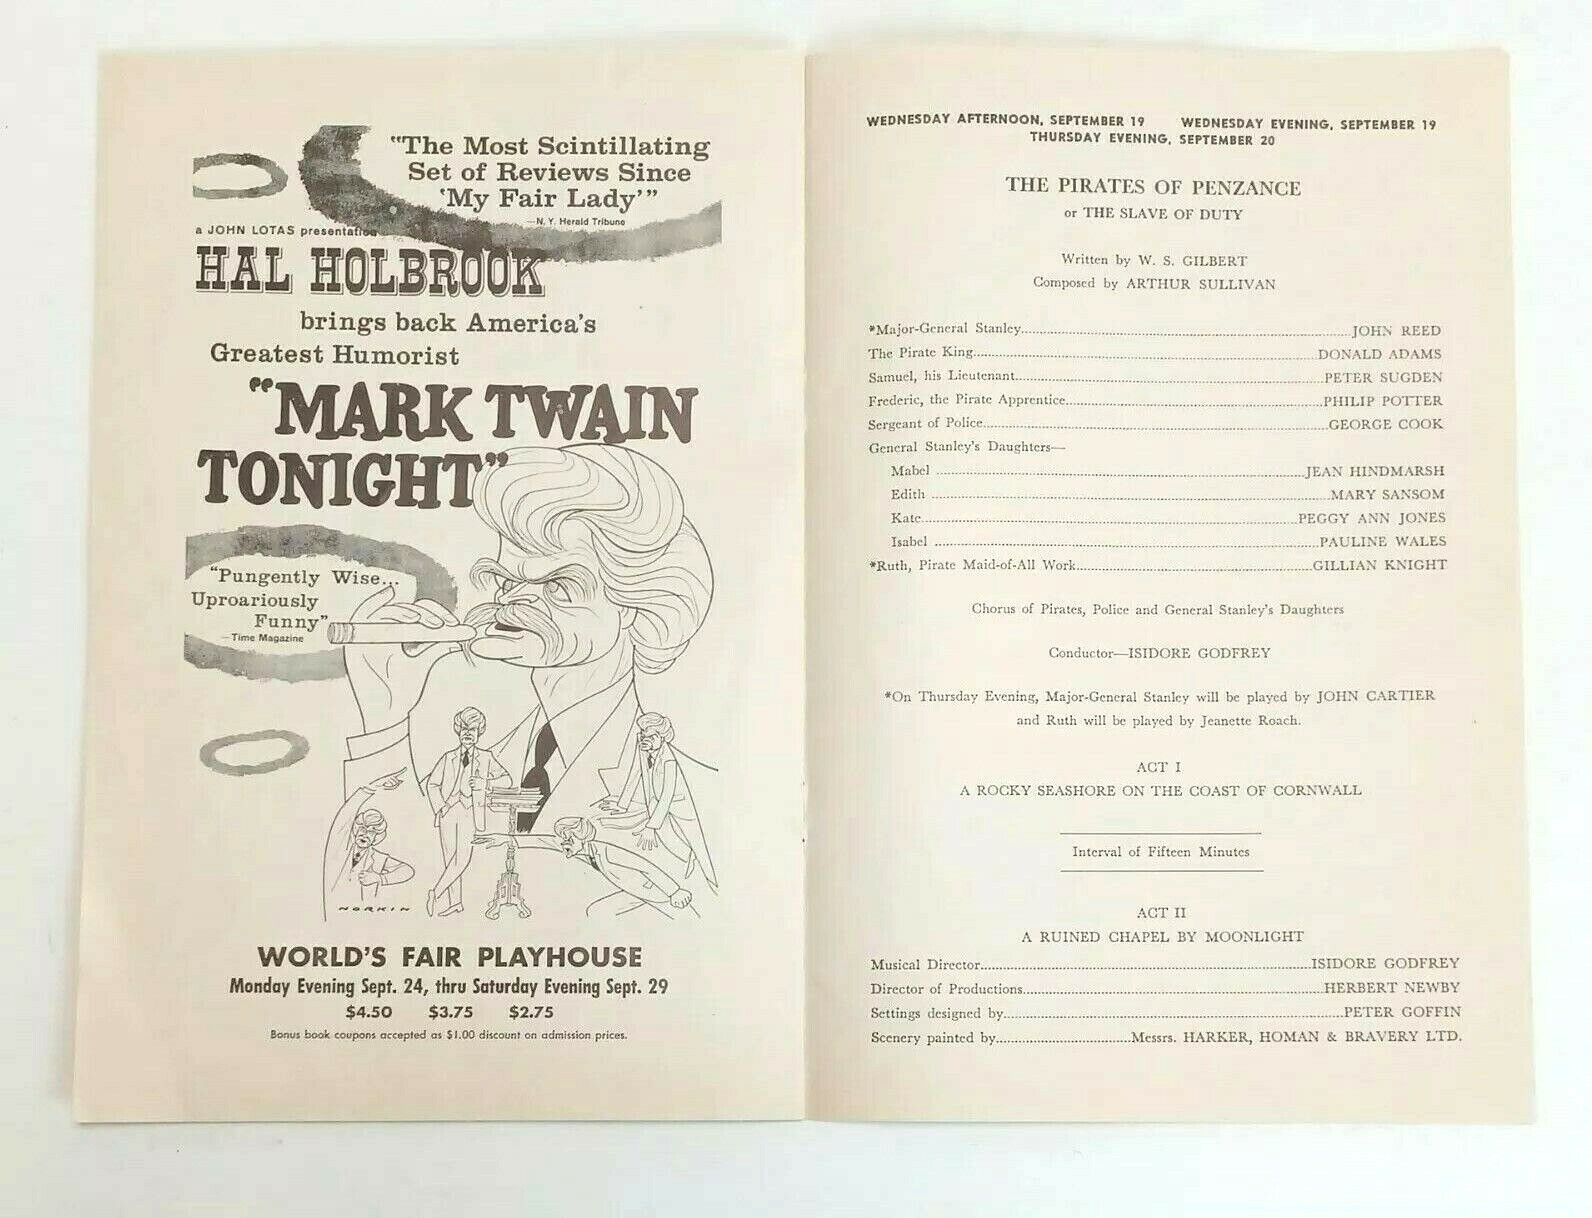 "The Most Scintillating
Set of Reviews Since
'My Fair Lady'"
—N. Y. Herald Tribune
a JOHN LOTAS presentation
HAL HOLBROOK
brings back America's
Greatest Humorist
"MARK TWAIN
TONIGHT"
"Pungently Wise...
Uproariously
Funny"
—Time Magazine
NORKIN
WORLD'S FAIR PLAYHOUSE
Monday Evening Sept. 24, thru Saturday Evening Sept. 29
$4.50 $3.75 $2.75
Bonus book coupons accepted as $1.00 discount on admission prices.
WEDNESDAY AFTERNOON, SEPTEMBER 19 WEDNESDAY EVENING, SEPTEMBER 19
THURSDAY EVENING, SEPTEMBER 20
THE PIRATES OF PENZANCE
or THE SLAVE OF DUTY
Written by W. S. GILBERT
Composed by ARTHUR SULLIVAN
*Major-General Stanley...JOHN REED
The Pirate King...DONALD ADAMS
Samuel, his Lieutenant...PETER SUGDEN
Frederic, the Pirate Apprentice...PHILIP POTTER
Sergeant of Police...GEORGE COOK
General Stanley's Daughters—
Mabel ...JEAN HINDMARSH
Edith ...MARY SANSOM
Kate...PEGGY ANN JONES
Isabel ...PAULINE WALES
*Ruth, Pirate Maid-of-All Work...GILLIAN KNIGHT
Chorus of Pirates, Police and General Stanley's Daughters
Conductor—ISIDORE GODFREY
*On Thursday Evening, Major-General Stanley will be played by JOHN CARTIER
and Ruth will be played by Jeanette Roach.
ACT I
A ROCKY SEASHORE ON THE COAST OF CORNWALL
Interval of Fifteen Minutes
ACT II
A RUINED CHAPEL BY MOONLIGHT
Musical Director...ISIDORE GODFREY
Director of Productions...HERBERT NEWBY
Settings designed by...PETER GOFFIN
Scenery painted by...Messrs. HARKER, HOMAN & BRAVERY LTD.